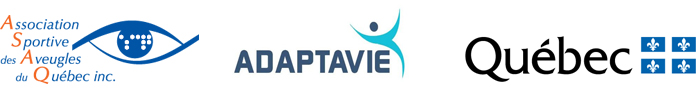 Association
Sportive
des Aveugles
du Québec inc.
ADAPTAVIE
Québec